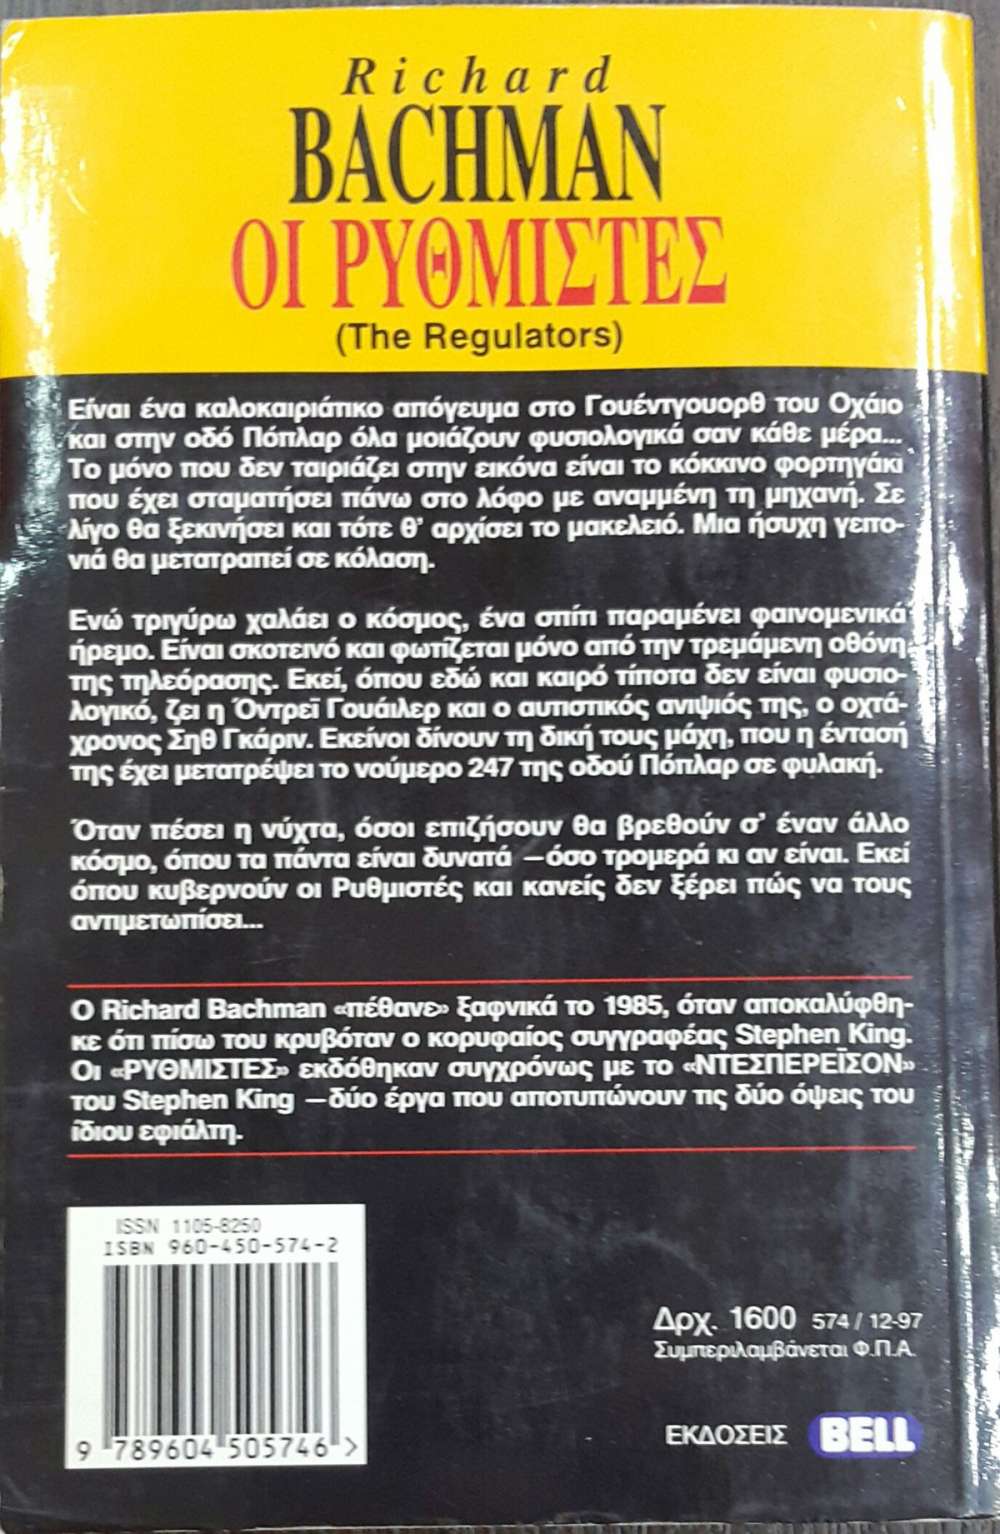 Richard
BACHMAN
ΟΙ ΡΥΘΜΙΣΤΕΣ
(The Regulators)
Είναι ένα καλοκαιριάτικο απόγευμα στο Γουέντγουορθ του Οχάιο
και στην οδό Πόπλαρ όλα μοιάζουν φυσιολογικά σαν κάθε μέρα...
Το μόνο που δεν ταιριάζει στην εικόνα είναι το κόκκινο φορτηγάκι
που έχει σταματήσει πάνω στο λόφο με αναμμένη τη μηχανή. Σε
λίγο θα ξεκινήσει και τότε θ' αρχίσει το μακελειό. Μια ήσυχη γειτο-
νιά θα μετατραπεί σε κόλαση.
Ενώ τριγύρω χαλάει ο κόσμος, ένα σπίτι παραμένει φαινομενικά
ήρεμο. Είναι σκοτεινό και φωτίζεται μόνο από την τρεμάμενη οθόνη
της τηλεόρασης. Εκεί, όπου εδώ και καιρό τίποτα δεν είναι φυσιο-
λογικό, ζει η Όντρεϊ Γουάιλερ και ο αυτιστικός ανιψιός της, ο οχτά-
χρονος Σηθ Γκάριν. Εκείνοι δίνουν τη δική τους μάχη, που η έντασή
της έχει μετατρέψει το νούμερο 247 της οδού Πόπλαρ σε φυλακή.
Όταν πέσει η νύχτα, όσοι επιζήσουν θα βρεθούν σ' έναν άλλο
κόσμο, όπου τα πάντα είναι δυνατά —όσο τρομερά κι αν είναι. Εκεί
όπου κυβερνούν οι Ρυθμιστές και κανείς δεν ξέρει πώς να τους
αντιμετωπίσει...
Ο Richard Bachman «πέθανε» ξαφνικά το 1985, όταν αποκαλύφθη-
κε ότι πίσω του κρυβόταν ο κορυφαίος συγγραφέας Stephen King.
Οι «ΡΥΘΜΙΣΤΕΣ» εκδόθηκαν συγχρόνως με το «ΝΤΕΣΠΕΡΕΪΣΟΝ»
του Stephen King —δύο έργα που αποτυπώνουν τις δύο όψεις του
ίδιου εφιάλτη.
ISSN 1105-8250
ISBN 960-450-574-2
9 789604 505746 >
Δρχ. 1600 574 / 12-97
Συμπεριλαμβάνεται Φ.Π.Α.
ΕΚΔΟΣΕΙΣ BELL